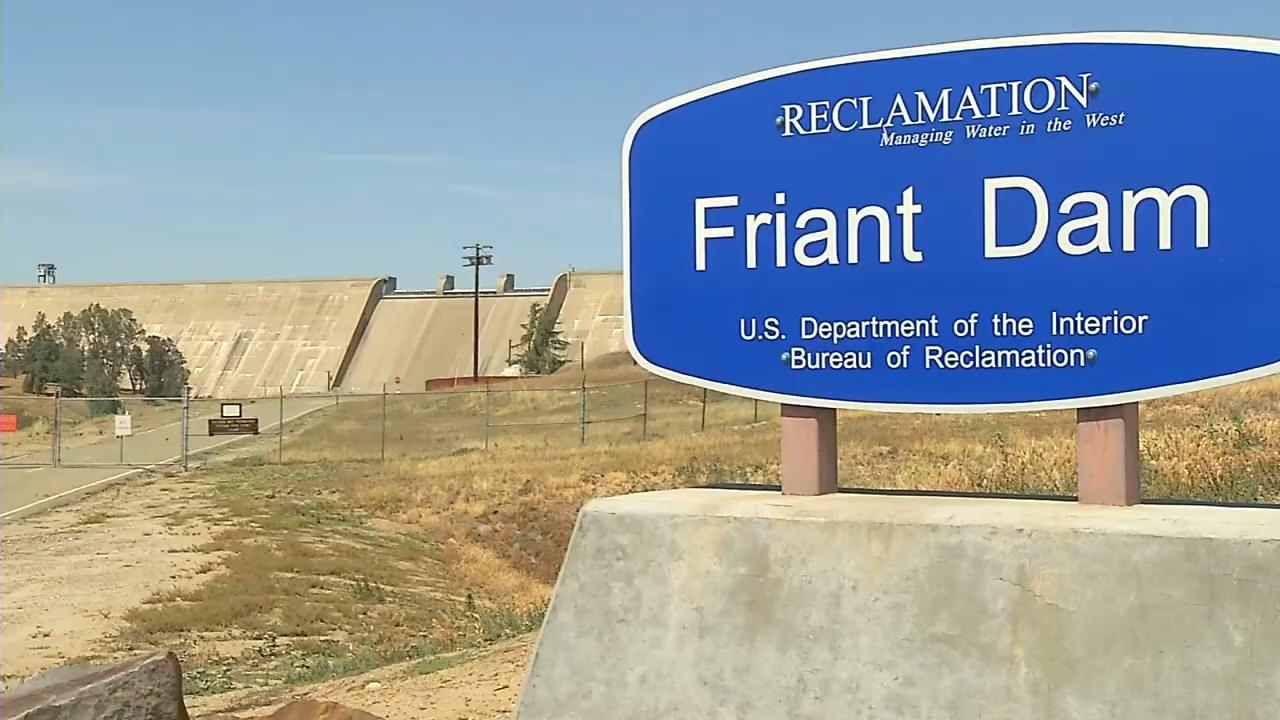 RECLAMATION
Managing Water in the West
Friant Dam
U.S. Department of the Interior
Bureau of Reclamation